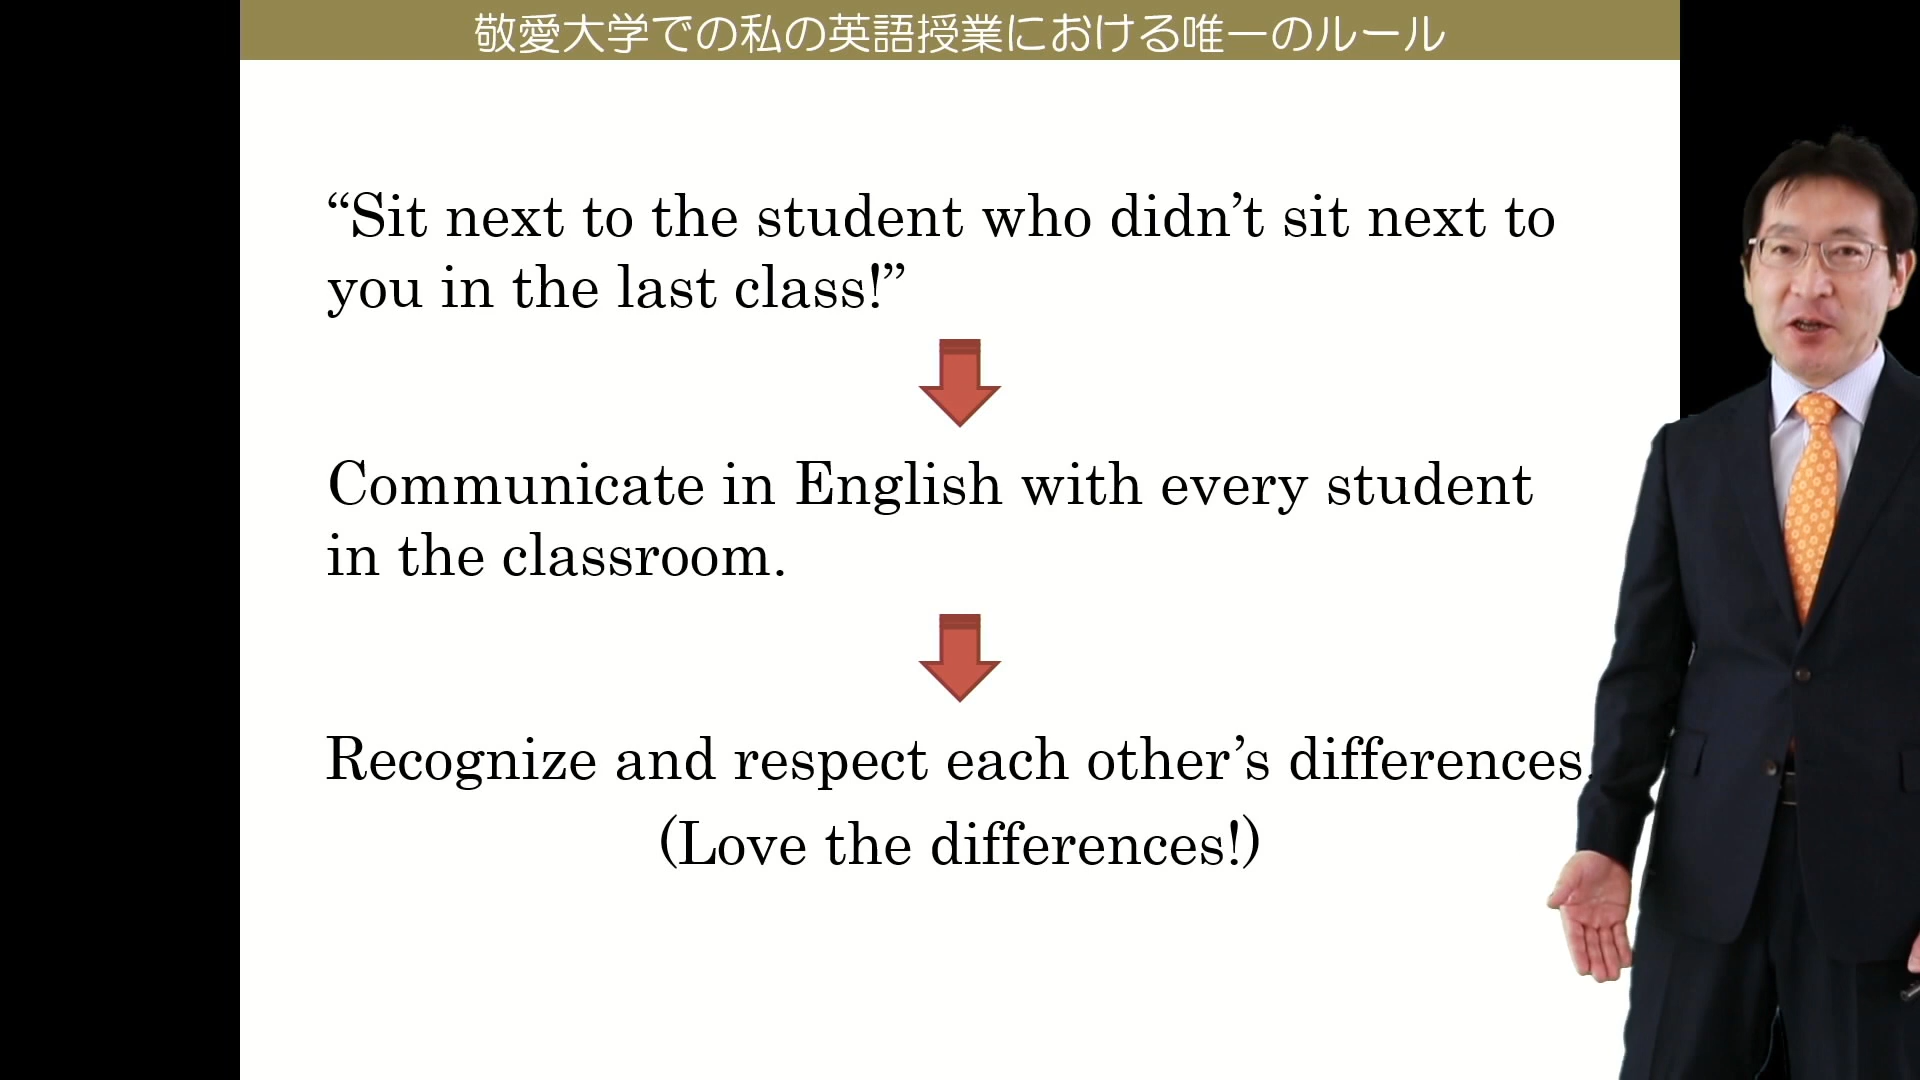 敬愛大学での私の英語授業における唯一のルール
“Sit next to the student who didn’t sit next to
you in the last class!”
Communicate in English with every student
in the classroom.
Recognize and respect each other’s differences.
(Love the differences!)